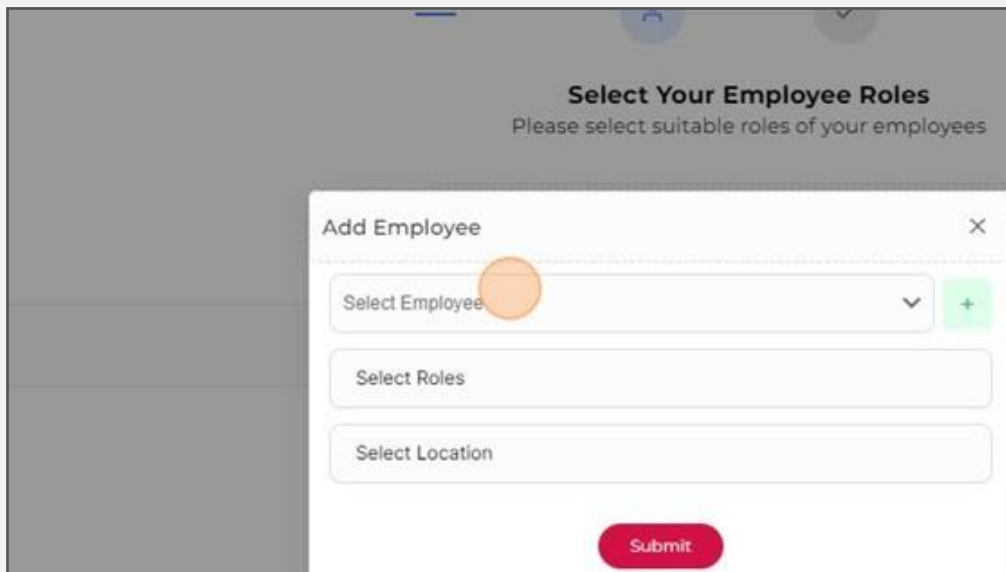 Select Your Employee Roles
Please select suitable roles of your employees
Add Employee
Select Employee
Select Roles
Select Location
Submit